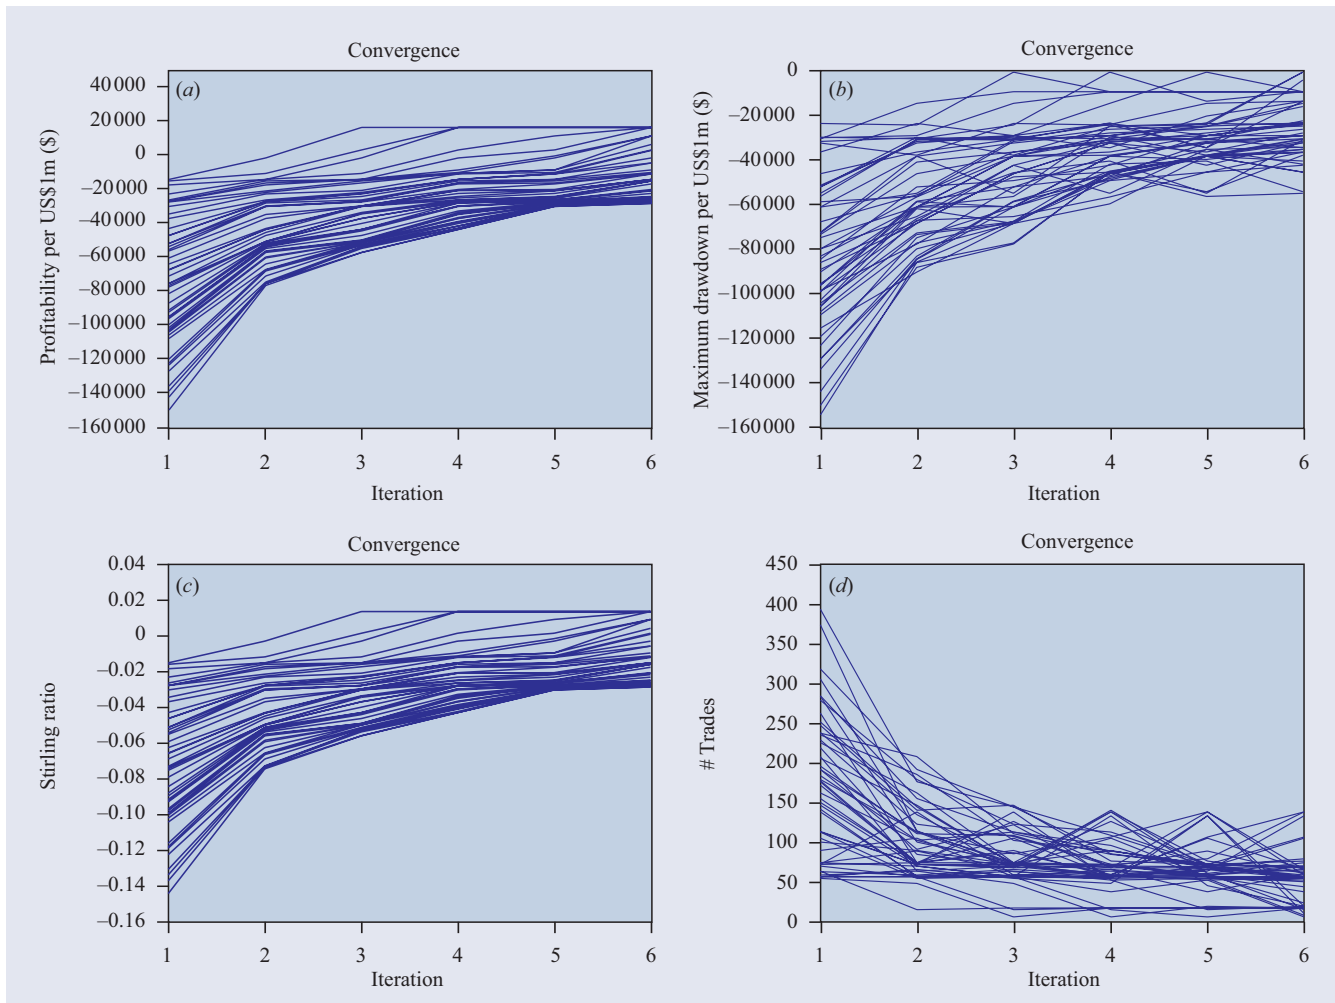 Convergence
(a)
Profitability per US$1m ($)
40 000
20 000
0
–20 000
–40 000
–60 000
–80 000
–100 000
–120 000
–140 000
–160 000
1 2 3 4 5 6
Iteration
Convergence
(b)
Maximum drawdown per US$1m ($)
0
–20 000
–40 000
–60 000
–80 000
–100 000
–120 000
–140 000
–160 000
1 2 3 4 5 6
Iteration
Convergence
(c)
Stirling ratio
0.04
0.02
0
–0.02
–0.04
–0.06
–0.08
–0.10
–0.12
–0.14
–0.16
1 2 3 4 5 6
Iteration
Convergence
(d)
# Trades
450
400
350
300
250
200
150
100
50
0
1 2 3 4 5 6
Iteration